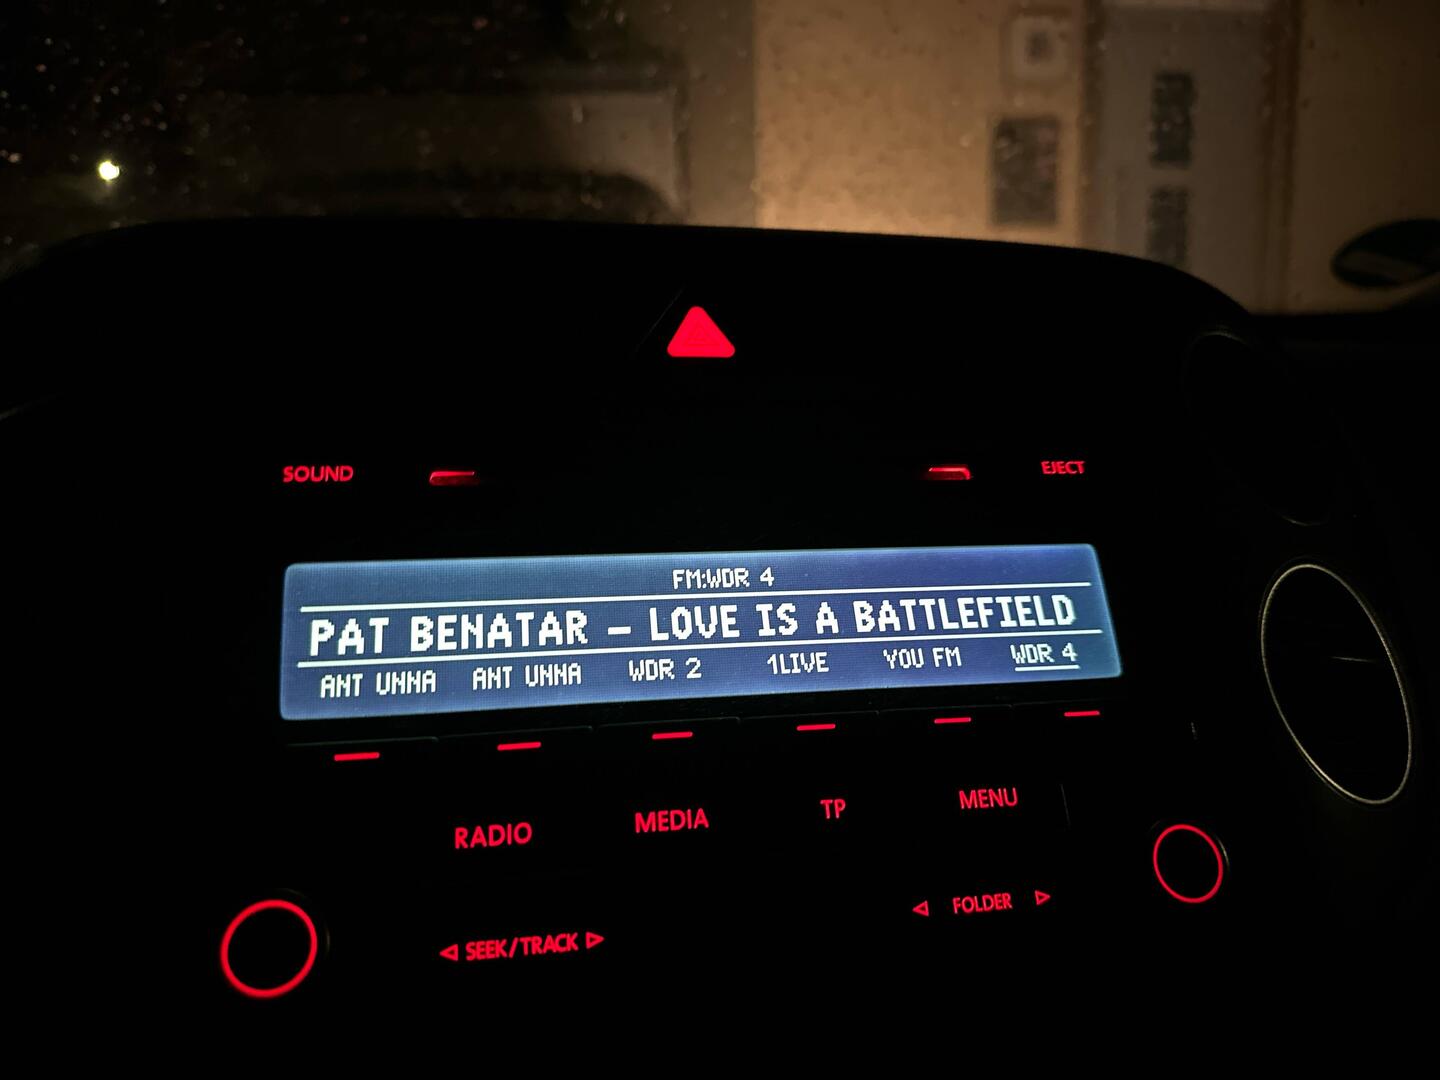 SOUND EJECT
FM:WDR 4
PAT BENATAR – LOVE IS A BATTLEFIELD
ANT UNNA ANT UNNA WDR 2 1LIVE YOU FM WDR 4
RADIO MEDIA TP MENU
FOLDER
SEEK/TRACK